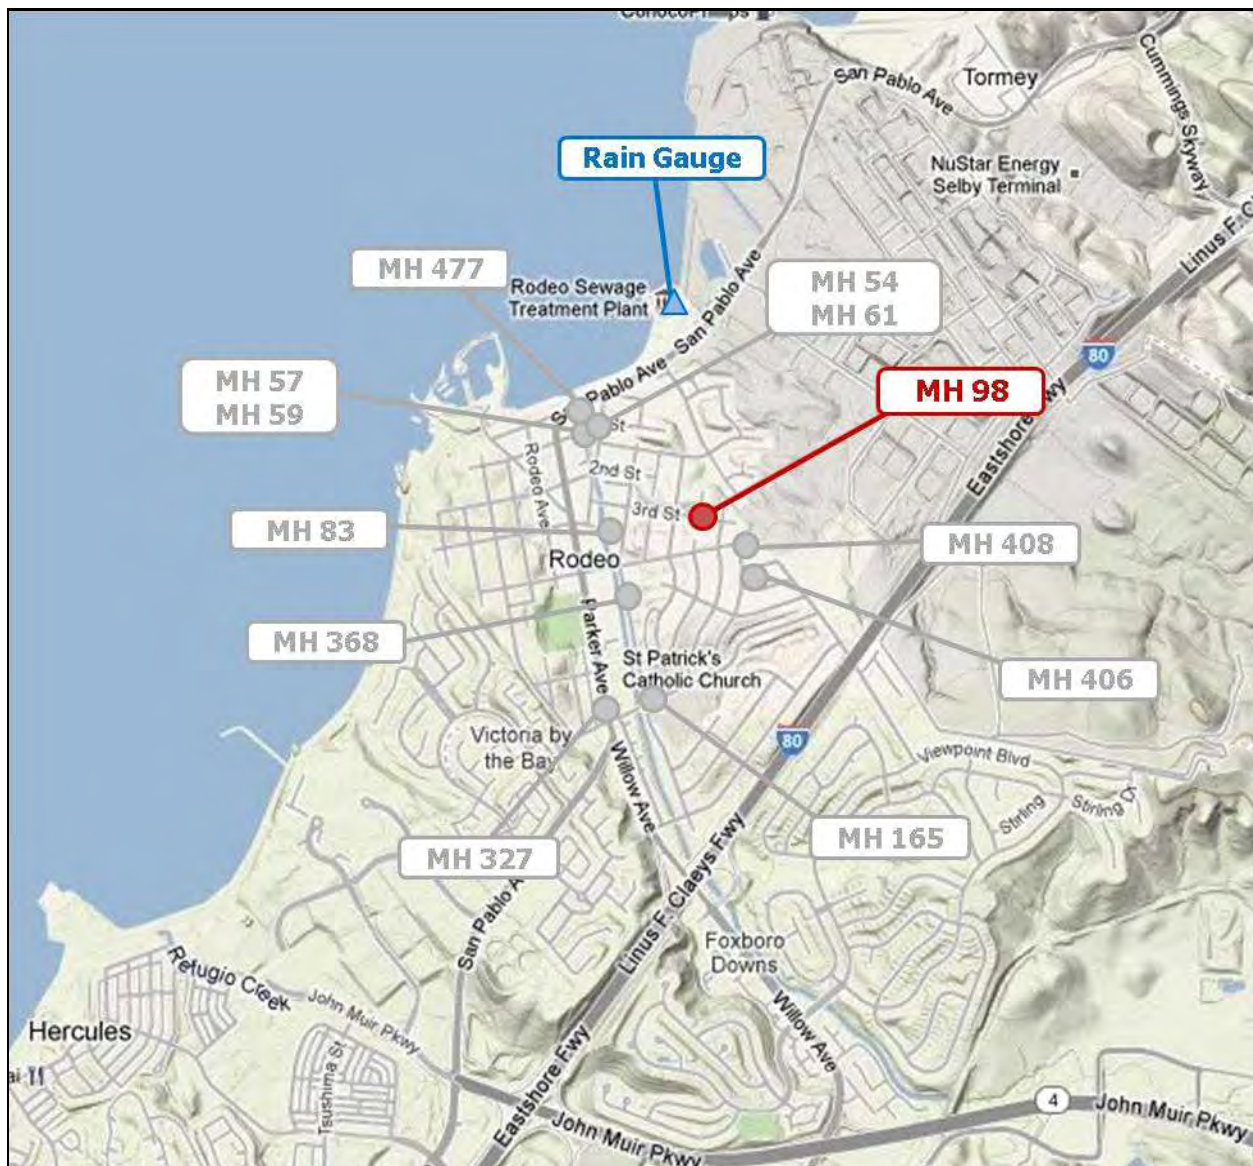 San Pablo Ave
Tormey
Cummings Skyway
Rain Gauge
NuStar Energy
Selby Terminal
MH 477
Rodeo Sewage
Treatment Plant
San Pablo Ave
San Pablo Ave
MH 54
MH 61
Linus F. C
80
MH 57
MH 59
MH 98
Eastshore Fwy
St
2nd St
Rodeo Ave
3rd St
MH 83
Rodeo
MH 408
MH 368
Parker Ave
St Patrick's
Catholic Church
MH 406
Victoria by
the Bay
80
Viewpoint Blvd
Willow Ave
Stirling
Stirling Dr
MH 327
MH 165
San Pablo A
Linus F. Claeys Fwy
Foxboro
Downs
Refugio Creek
John Muir Pkwy
Willow Ave
Hercules
Tsushima St
Eastshore Fwy
John Muir Pkwy
4
John Muir Pkwy